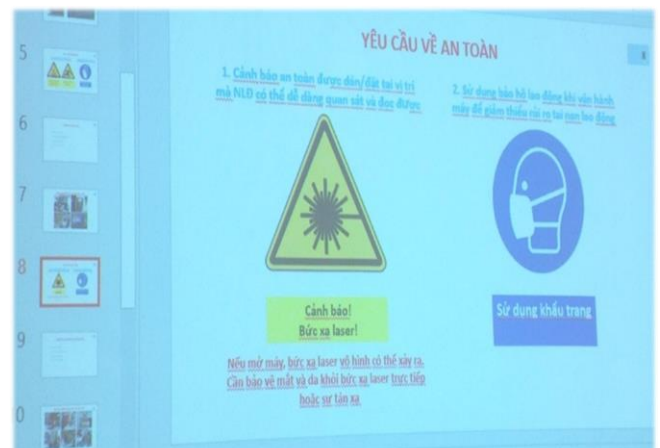 YÊU CẦU VỀ AN TOÀN
1. Cảnh báo an toàn được dán/đặt tại vị trí
mà NLĐ có thể dễ dàng quan sát và đọc được
2. Sử dụng bảo hộ lao động khi vận hành
máy để giảm thiểu rủi ro tai nạn lao động
Cảnh báo!
Bức xạ laser!
Sử dụng khẩu trang
Nếu mở máy, bức xạ laser vô hình có thể xảy ra.
Cần bảo vệ mắt và da khỏi bức xạ laser trực tiếp
hoặc sự tán xạ
5
6
7
8
9
0